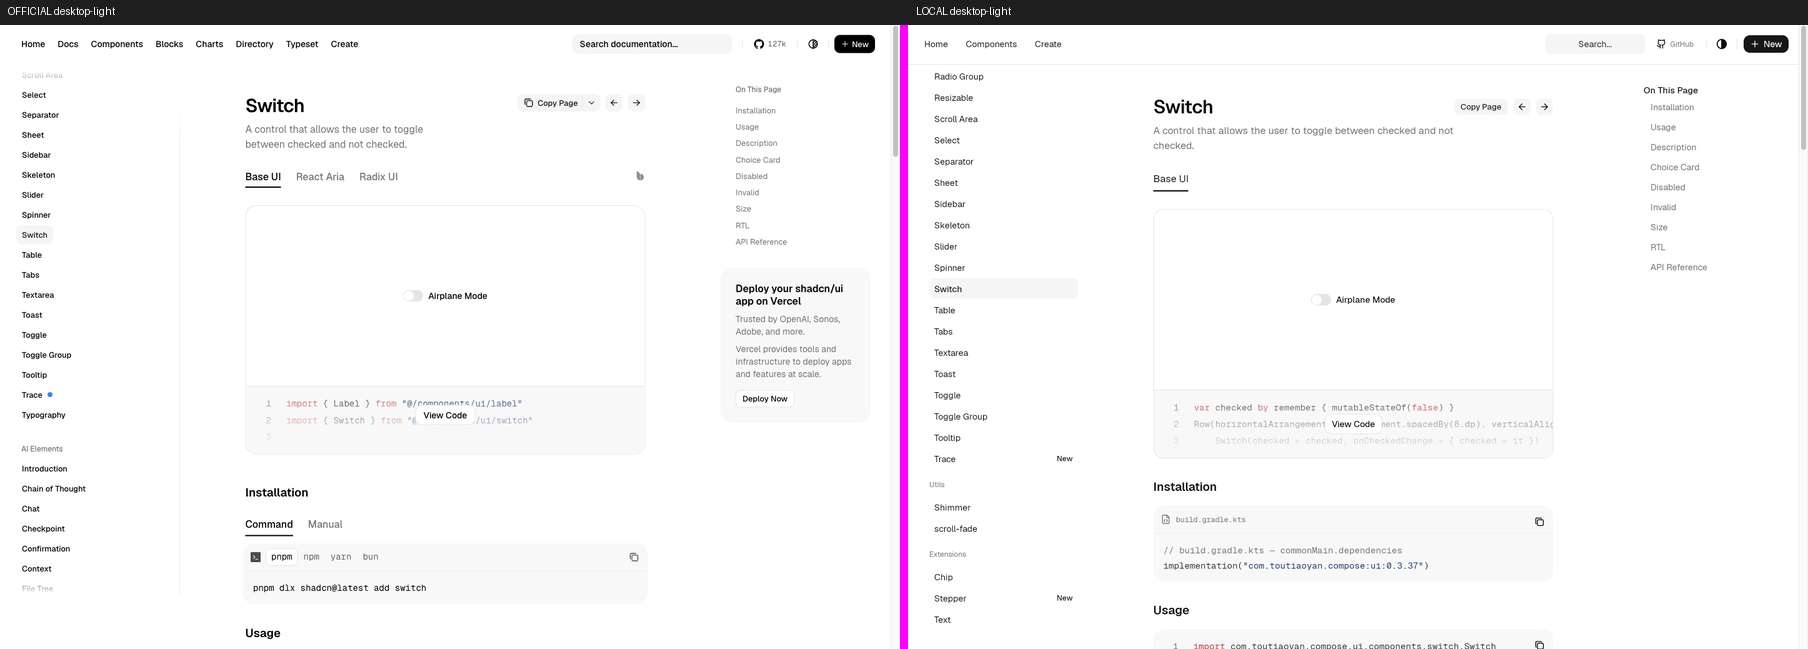 OFFICIAL desktop-light
Home Docs Components Blocks Charts Directory Typeset Create
Search documentation...
127k
+ New
Scroll Area
Select
Separator
Sheet
Sidebar
Skeleton
Slider
Spinner
Switch
Table
Tabs
Textarea
Toast
Toggle
Toggle Group
Tooltip
Trace
Typography
AI Elements
Introduction
Chain of Thought
Chat
Checkpoint
Confirmation
Context
File Tree
Switch
Copy Page
A control that allows the user to toggle
between checked and not checked.
Base UI React Aria Radix UI
Airplane Mode
1 import { Label } from "@/components/ui/label"
2 import { Switch } from "@ /ui/switch"
3
View Code
Installation
Command Manual
pnpm npm yarn bun
pnpm dlx shadcn@latest add switch
Usage
On This Page
Installation
Usage
Description
Choice Card
Disabled
Invalid
Size
RTL
API Reference
Deploy your shadcn/ui
app on Vercel
Trusted by OpenAI, Sonos,
Adobe, and more.
Vercel provides tools and
infrastructure to deploy apps
and features at scale.
Deploy Now
LOCAL desktop-light
Home Components Create
Search...
GitHub
+ New
Radio Group
Resizable
Scroll Area
Select
Separator
Sheet
Sidebar
Skeleton
Slider
Spinner
Switch
Table
Tabs
Textarea
Toast
Toggle
Toggle Group
Tooltip
Trace New
Utils
Shimmer
scroll-fade
Extensions
Chip
Stepper New
Text
Switch
Copy Page
A control that allows the user to toggle between checked and not
checked.
Base UI
Airplane Mode
1 var checked by remember { mutableStateOf(false) }
2 Row(horizontalArrangement ment.spacedBy(8.dp), verticalAlig
3 Switch(checked = checked, onCheckedChange = { checked = it })
View Code
Installation
build.gradle.kts
// build.gradle.kts — commonMain.dependencies
implementation("com.toutiaoyan.compose:ui:0.3.37")
Usage
1 import com.toutiaoyan.compose.ui.components.switch.Switch
On This Page
Installation
Usage
Description
Choice Card
Disabled
Invalid
Size
RTL
API Reference